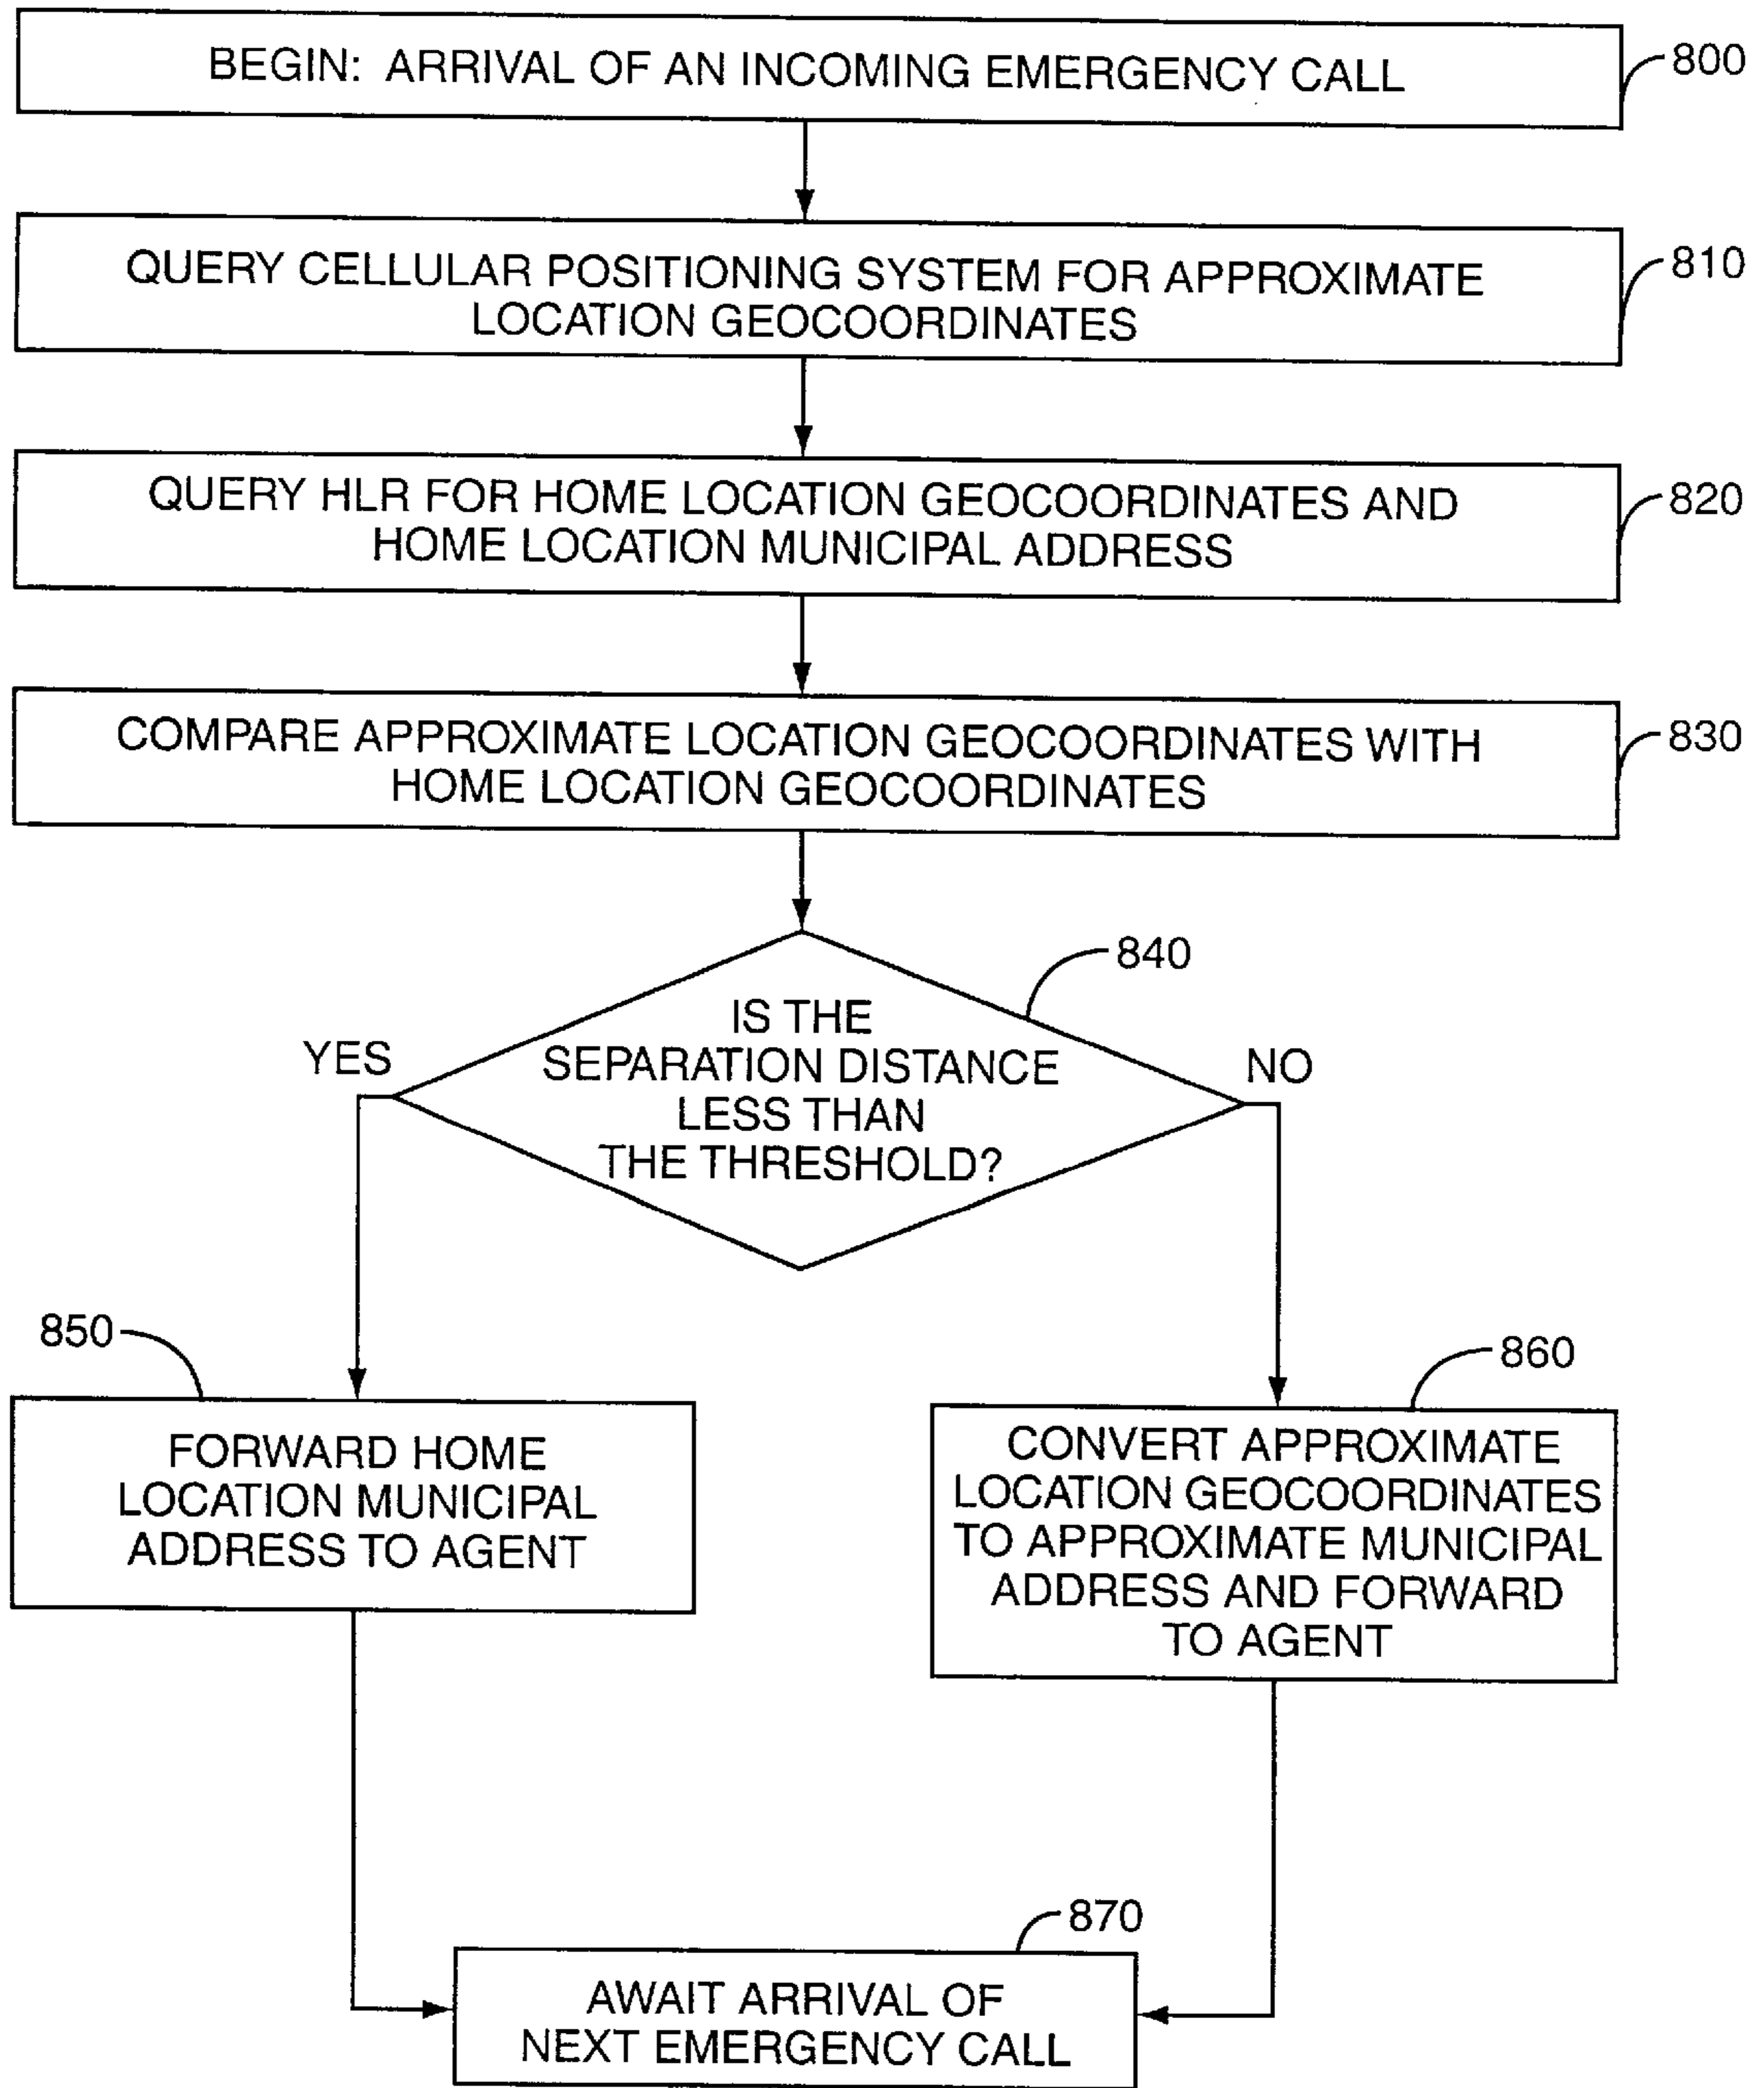 BEGIN: ARRIVAL OF AN INCOMING EMERGENCY CALL
800
QUERY CELLULAR POSITIONING SYSTEM FOR APPROXIMATE
LOCATION GEOCOORDINATES
810
QUERY HLR FOR HOME LOCATION GEOCOORDINATES AND
HOME LOCATION MUNICIPAL ADDRESS
820
COMPARE APPROXIMATE LOCATION GEOCOORDINATES WITH
HOME LOCATION GEOCOORDINATES
830
840
IS THE
SEPARATION DISTANCE
LESS THAN
THE THRESHOLD?
YES
NO
850
FORWARD HOME
LOCATION MUNICIPAL
ADDRESS TO AGENT
860
CONVERT APPROXIMATE
LOCATION GEOCOORDINATES
TO APPROXIMATE MUNICIPAL
ADDRESS AND FORWARD
TO AGENT
870
AWAIT ARRIVAL OF
NEXT EMERGENCY CALL